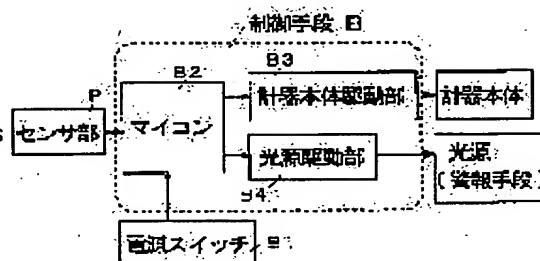 制御手段 B
B2
B3
P
センサ部
マイコン
計器本体駆動部
計器本体
光源駆動部
光源
(警報手段)
B4
電源スイッチ